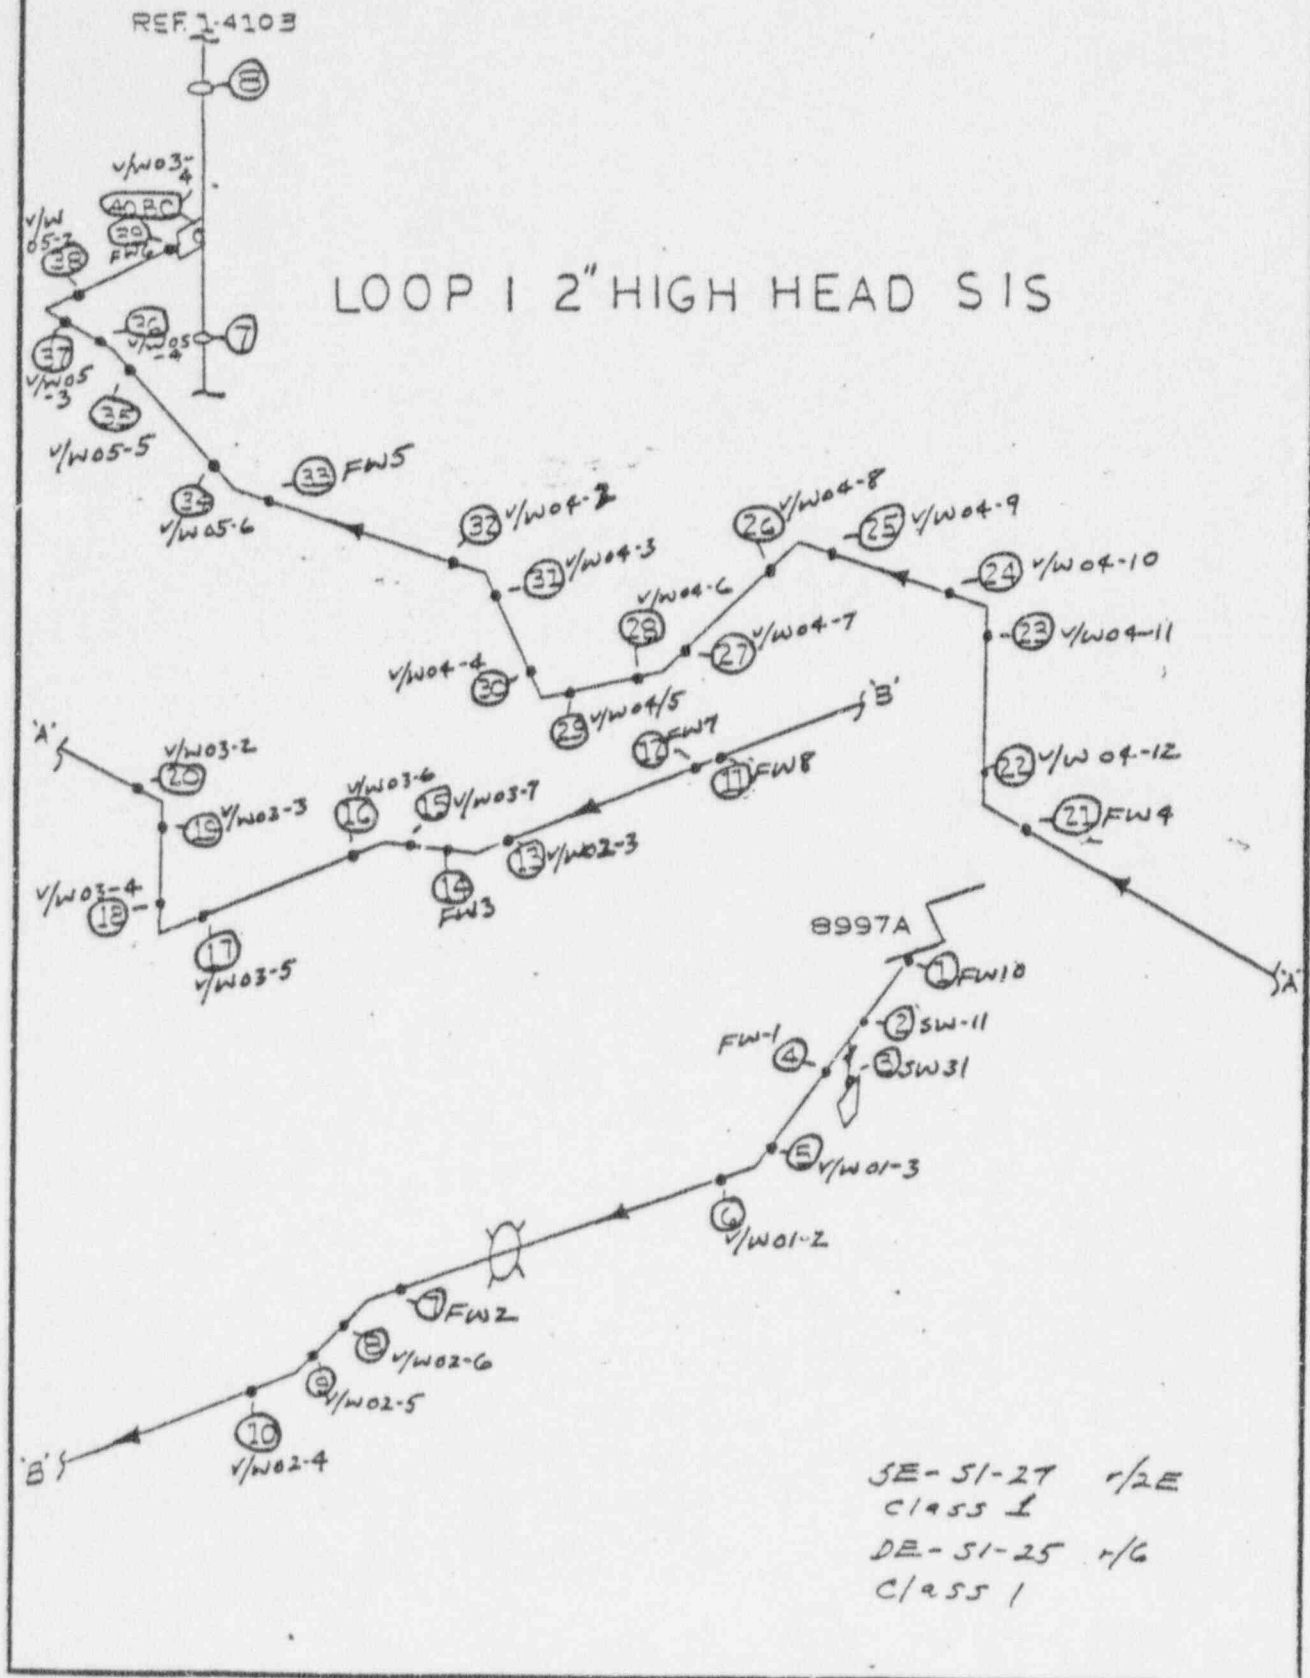 REF. 1-4103
8
V/W03-4
40BC
V/W
05-2
38
39
FW6
LOOP 1 2" HIGH HEAD SIS
36
V/W05-4
7
37
V/W05-3
35
V/W05-5
33 FW5
34
V/W05-6
32 V/W04-2
31 V/W04-3
26 V/W04-8
25 V/W04-9
24 V/W04-10
23 V/W04-11
V/W04-6
28
27 V/W04-7
V/W04-4
30
29 V/W04/5
'B'
12 FW7
11 FW8
22 V/W04-12
21 FW4
'A'
V/W03-2
20
19 V/W03-3
V/W03-6
16
15 V/W03-7
13 V/W02-3
14
FW3
V/W03-4
18
17
V/W03-5
8997A
1 FW10
'A'
2 SW-11
FW-1
4
3 SW31
5 V/W01-3
6
V/W01-2
7 FW2
8
V/W02-6
9
V/W02-5
10
V/W02-4
'B'
SE-SI-27 r/2E
Class 1
DE-SI-25 r/6
Class 1